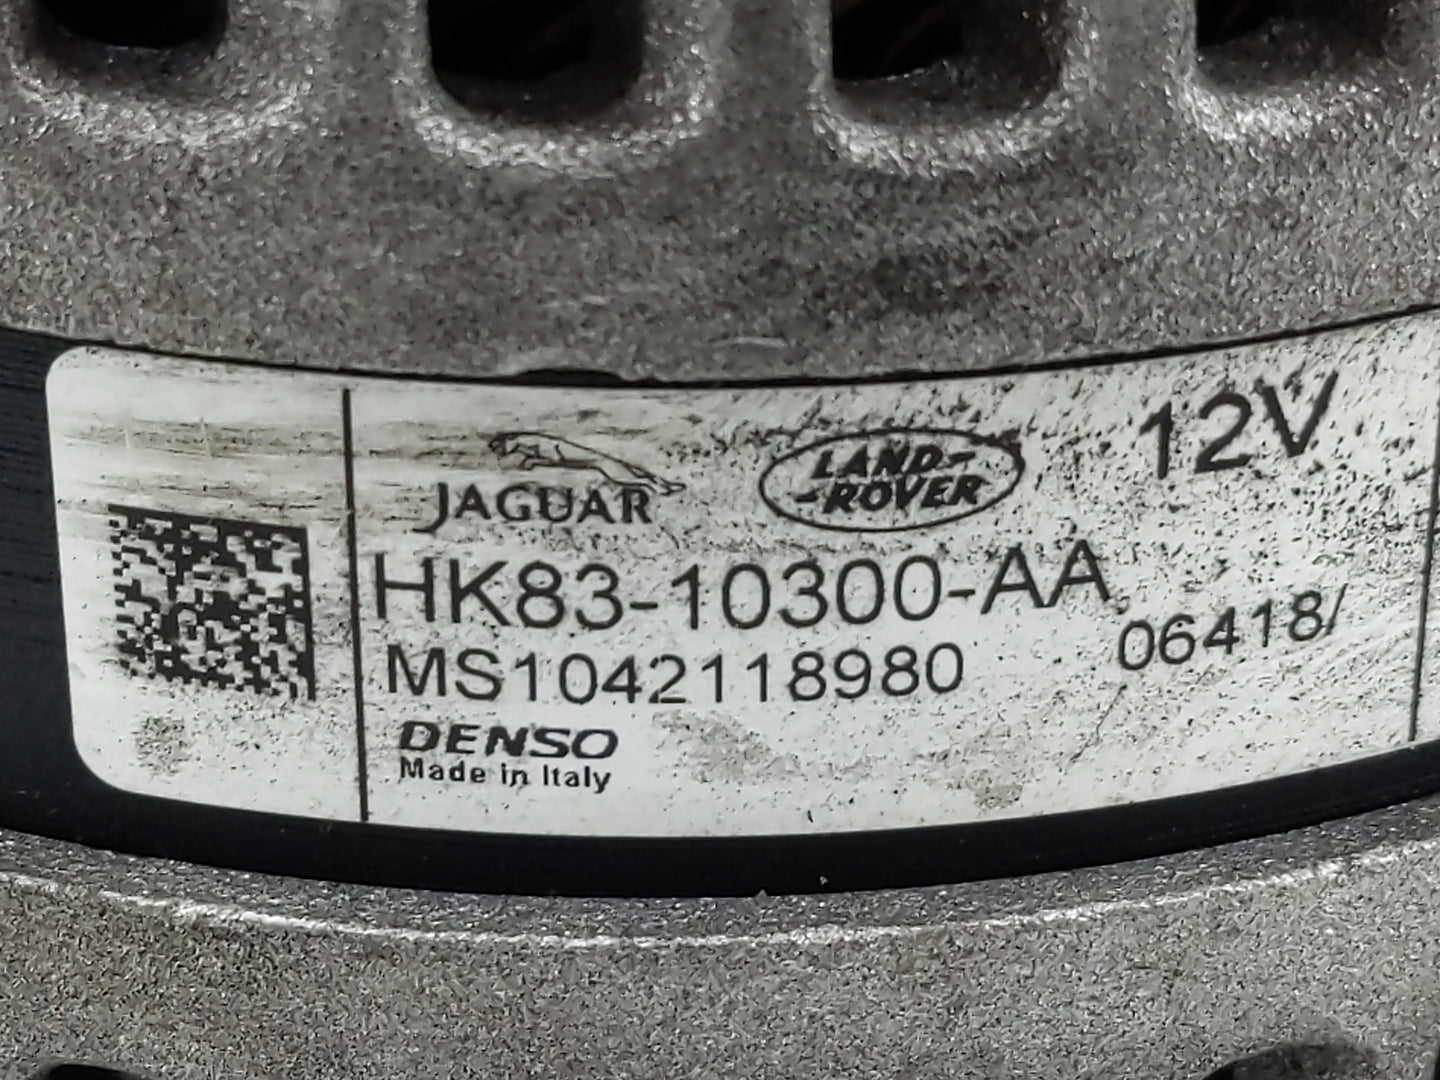 JAGUAR LAND-ROVER 12V
HK83-10300-AA
MS1042118980 06418/
DENSO
Made in Italy